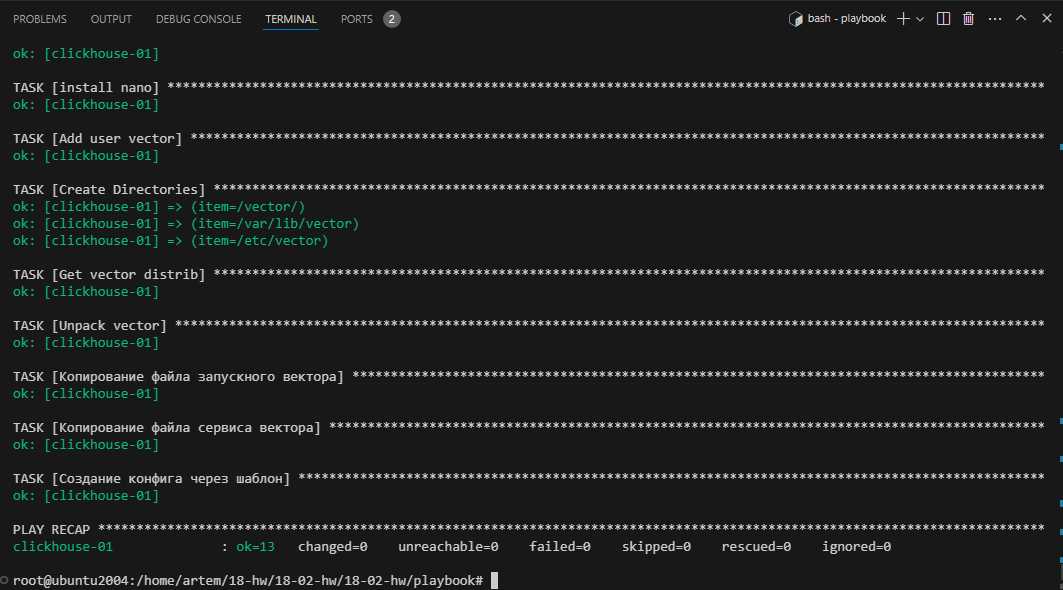 PROBLEMS OUTPUT DEBUG CONSOLE TERMINAL PORTS 2 bash - playbook
ok: [clickhouse-01]
TASK [install nano] ******************************************************************************************************************
ok: [clickhouse-01]
TASK [Add user vector] ***************************************************************************************************************
ok: [clickhouse-01]
TASK [Create Directories] ************************************************************************************************************
ok: [clickhouse-01] => (item=/vector/)
ok: [clickhouse-01] => (item=/var/lib/vector)
ok: [clickhouse-01] => (item=/etc/vector)
TASK [Get vector distrib] ************************************************************************************************************
ok: [clickhouse-01]
TASK [Unpack vector] *****************************************************************************************************************
ok: [clickhouse-01]
TASK [Копирование файла запускного вектора] ******************************************************************************************
ok: [clickhouse-01]
TASK [Копирование файла сервиса вектора] *********************************************************************************************
ok: [clickhouse-01]
TASK [Создание конфига через шаблон] *************************************************************************************************
ok: [clickhouse-01]
PLAY RECAP ***************************************************************************************************************************
clickhouse-01 : ok=13 changed=0 unreachable=0 failed=0 skipped=0 rescued=0 ignored=0
root@ubuntu2004:/home/artem/18-hw/18-02-hw/18-02-hw/playbook#